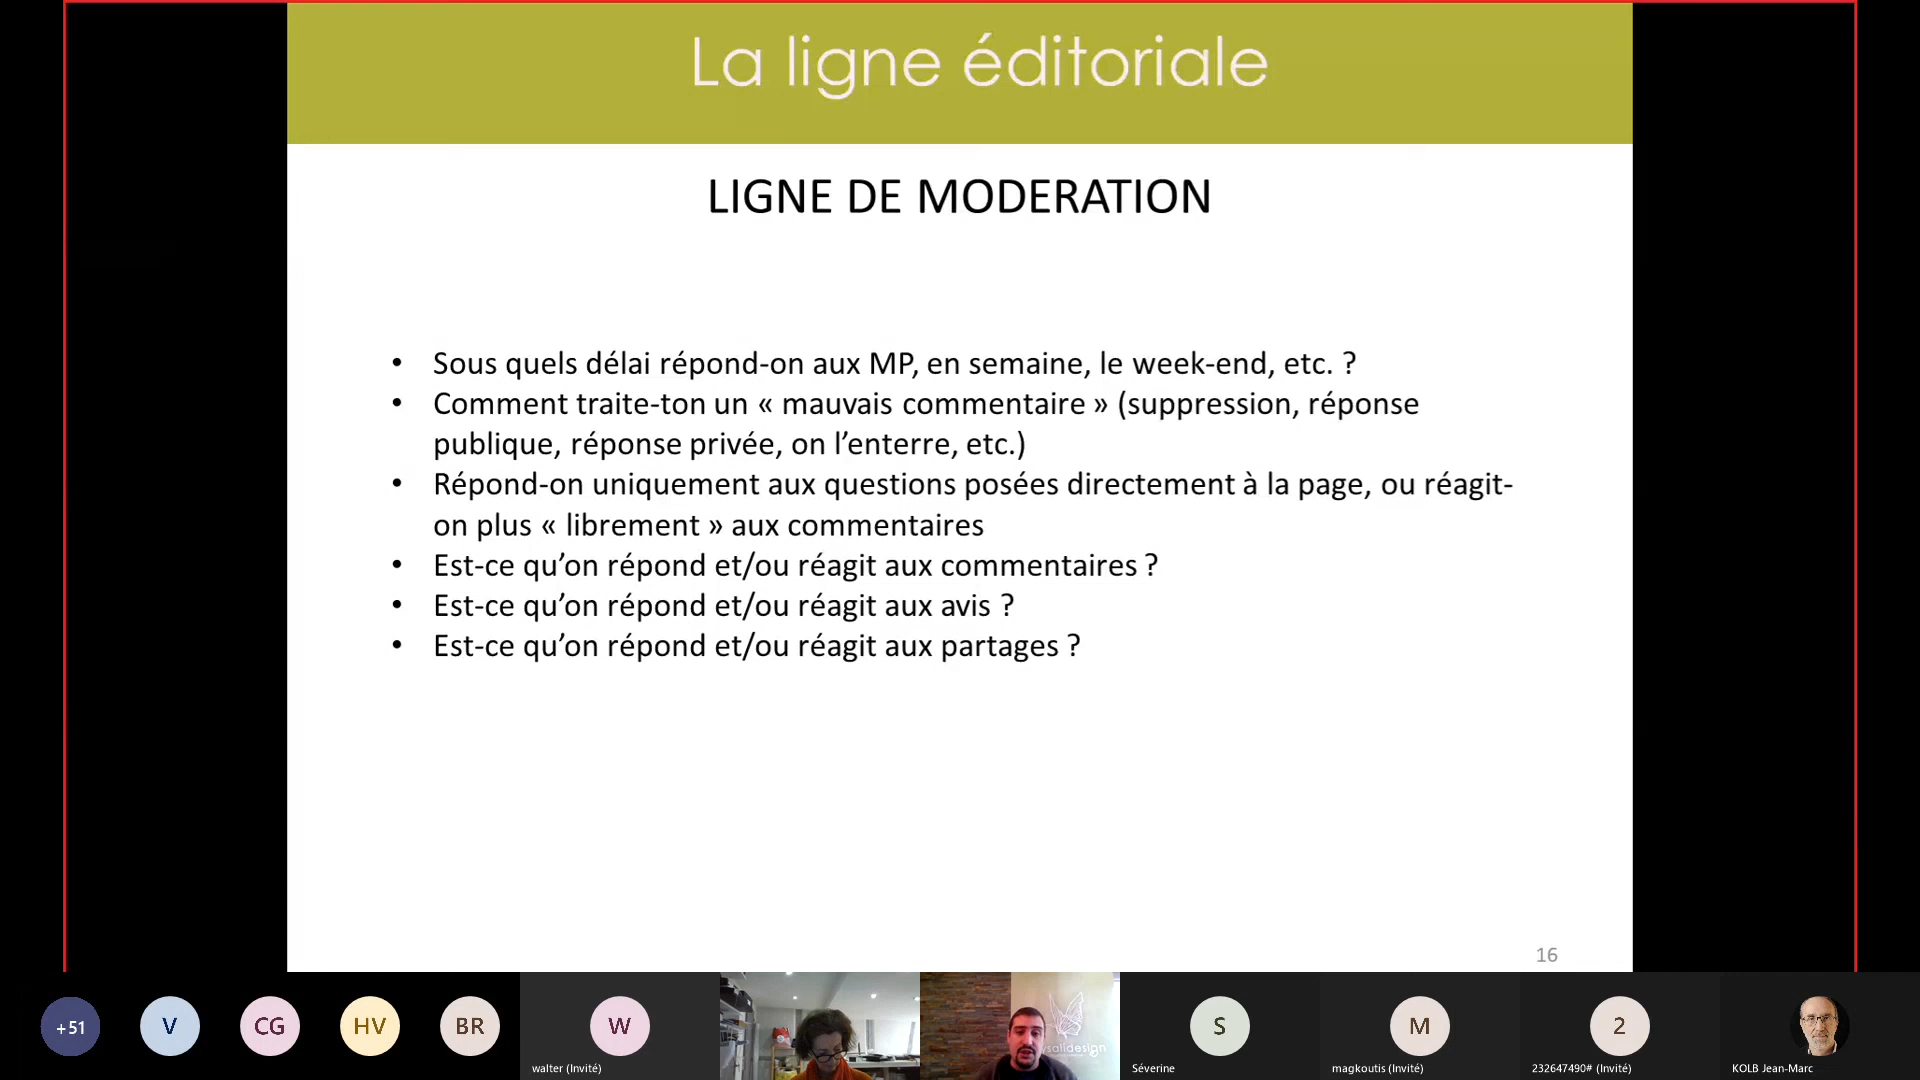 La ligne éditoriale
LIGNE DE MODERATION
• Sous quels délai répond-on aux MP, en semaine, le week-end, etc. ?
• Comment traite-ton un « mauvais commentaire » (suppression, réponse
publique, réponse privée, on l’enterre, etc.)
• Répond-on uniquement aux questions posées directement à la page, ou réagit-
on plus « librement » aux commentaires
• Est-ce qu’on répond et/ou réagit aux commentaires ?
• Est-ce qu’on répond et/ou réagit aux avis ?
• Est-ce qu’on répond et/ou réagit aux partages ?
16
+51
V
CG
HV
BR
W
walter (Invité)
S
Séverine
M
magkoutis (Invité)
2
232647490# (Invité)
KOLB Jean-Marc